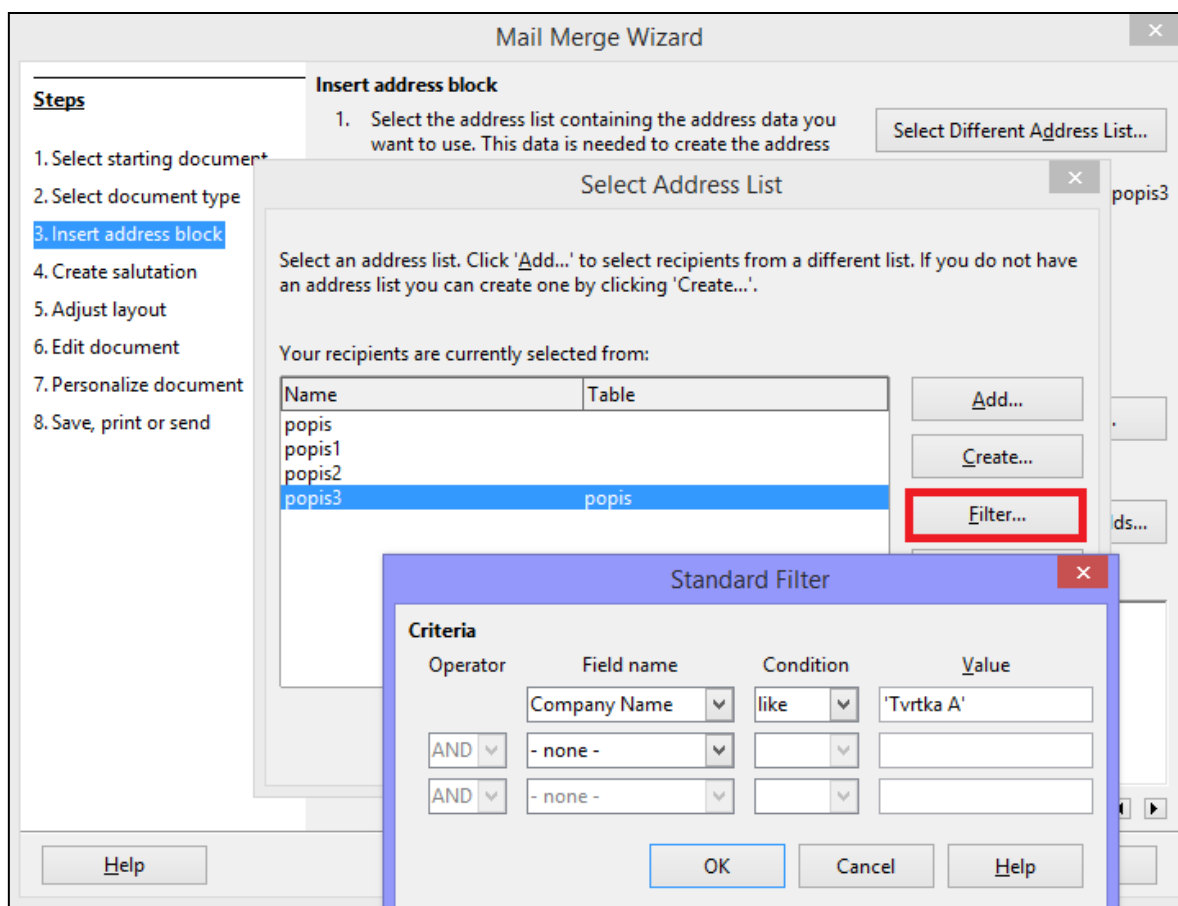 Mail Merge Wizard
Steps
1. Select starting document
2. Select document type
3. Insert address block
4. Create salutation
5. Adjust layout
6. Edit document
7. Personalize document
8. Save, print or send
Insert address block
1. Select the address list containing the address data you
want to use. This data is needed to create the address
Select Different Address List...
popis3
Select Address List
Select an address list. Click 'Add...' to select recipients from a different list. If you do not have
an address list you can create one by clicking 'Create...'.
Your recipients are currently selected from:
Name Table
popis
popis1
popis2
popis3 popis
Add...
Create...
Filter...
Standard Filter
Criteria
Operator Field name Condition Value
Company Name like 'Tvrtka A'
AND - none -
AND - none -
OK Cancel Help
Help